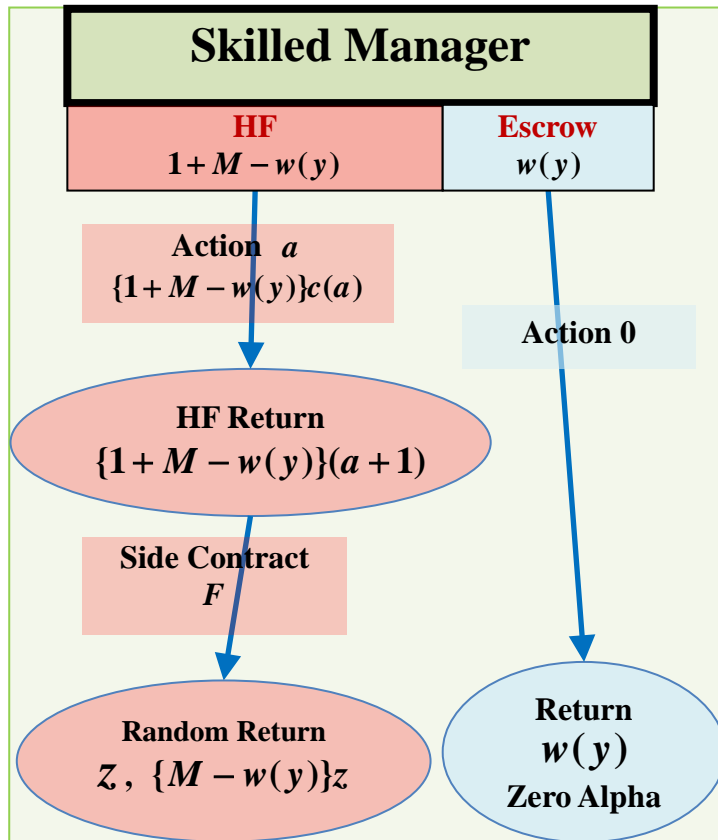 Skilled Manager
HF
1+M−w(y)
Escrow
w(y)
Action a
{1+M−w(y)}c(a)
Action 0
HF Return
{1+M−w(y)}(a+1)
Side Contract
F
Random Return
z, {M−w(y)}z
Return
w(y)
Zero Alpha